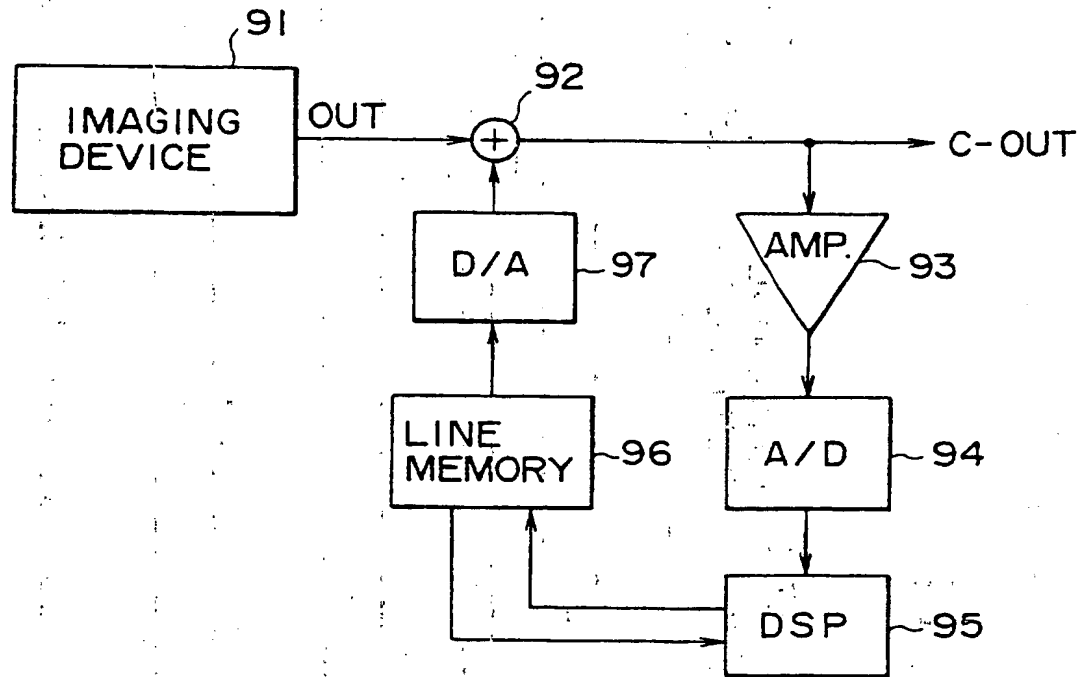 91
IMAGING
DEVICE
OUT
92
+
C-OUT
D/A
97
AMP.
93
LINE
MEMORY
96
A/D
94
DSP
95